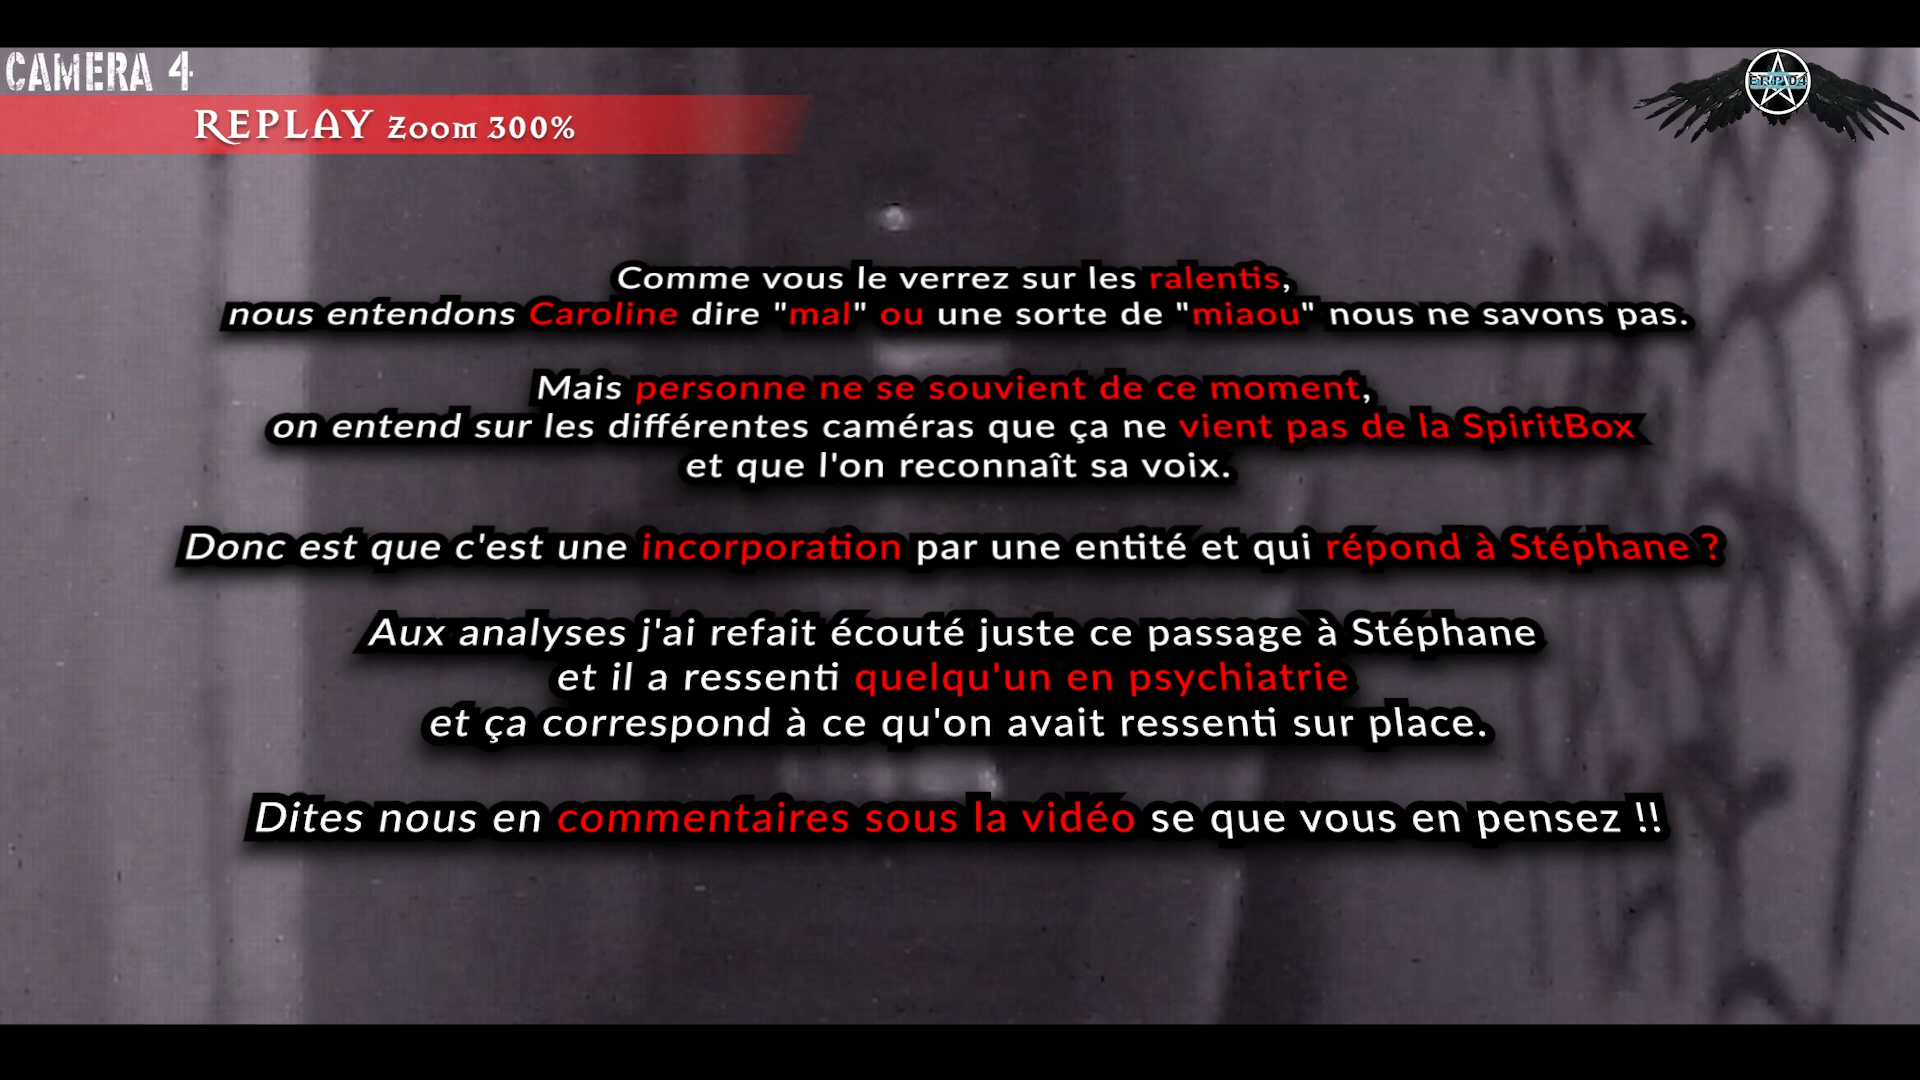 CAMERA 4
REPLAY Zoom 300%
ERP 04
Comme vous le verrez sur les ralentis,
nous entendons Caroline dire "mal" ou une sorte de "miaou" nous ne savons pas.
Mais personne ne se souvient de ce moment,
on entend sur les différentes caméras que ça ne vient pas de la SpiritBox
et que l'on reconnaît sa voix.
Donc est que c'est une incorporation par une entité et qui répond à Stéphane ?
Aux analyses j'ai refait écouté juste ce passage à Stéphane
et il a ressenti quelqu'un en psychiatrie
et ça correspond à ce qu'on avait ressenti sur place.
Dites nous en commentaires sous la vidéo se que vous en pensez !!